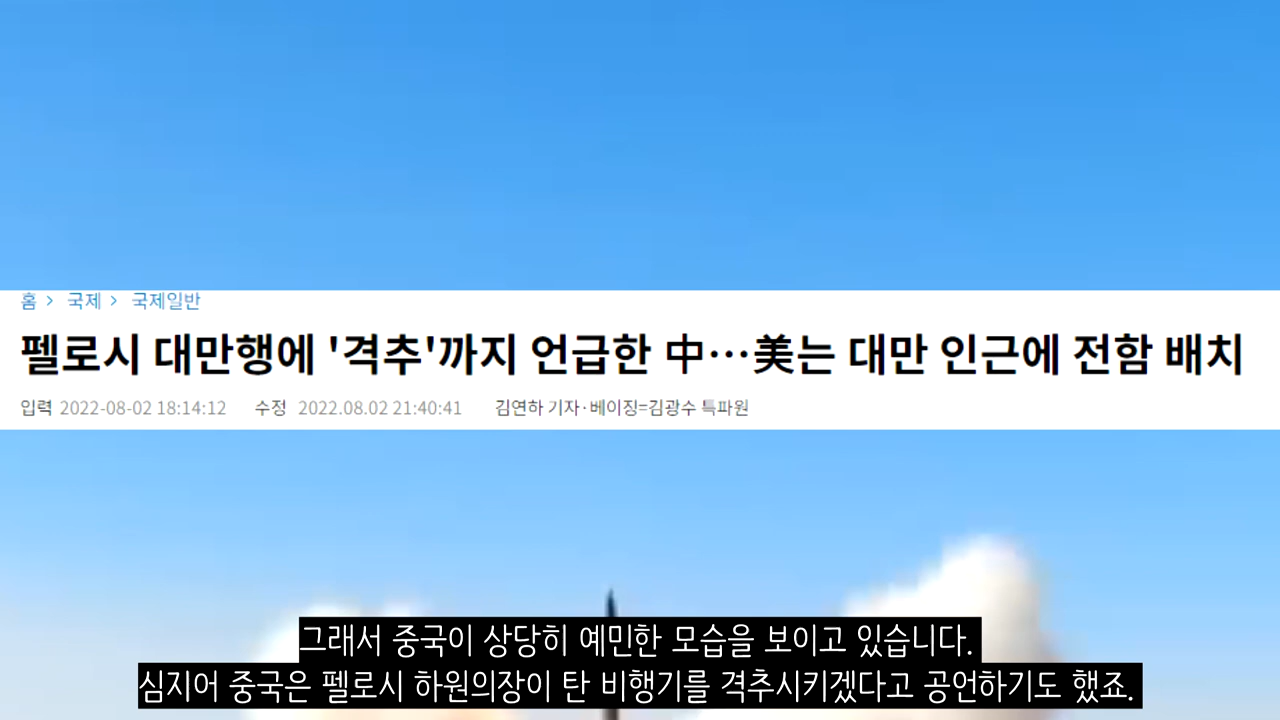 홈 > 국제 > 국제일반
펠로시 대만행에 '격추'까지 언급한 中…美는 대만 인근에 전함 배치
입력 2022-08-02 18:14:12 수정 2022.08.02 21:40:41 김연하 기자·베이징=김광수 특파원
그래서 중국이 상당히 예민한 모습을 보이고 있습니다.
심지어 중국은 펠로시 하원의장이 탄 비행기를 격추시키겠다고 공언하기도 했죠.